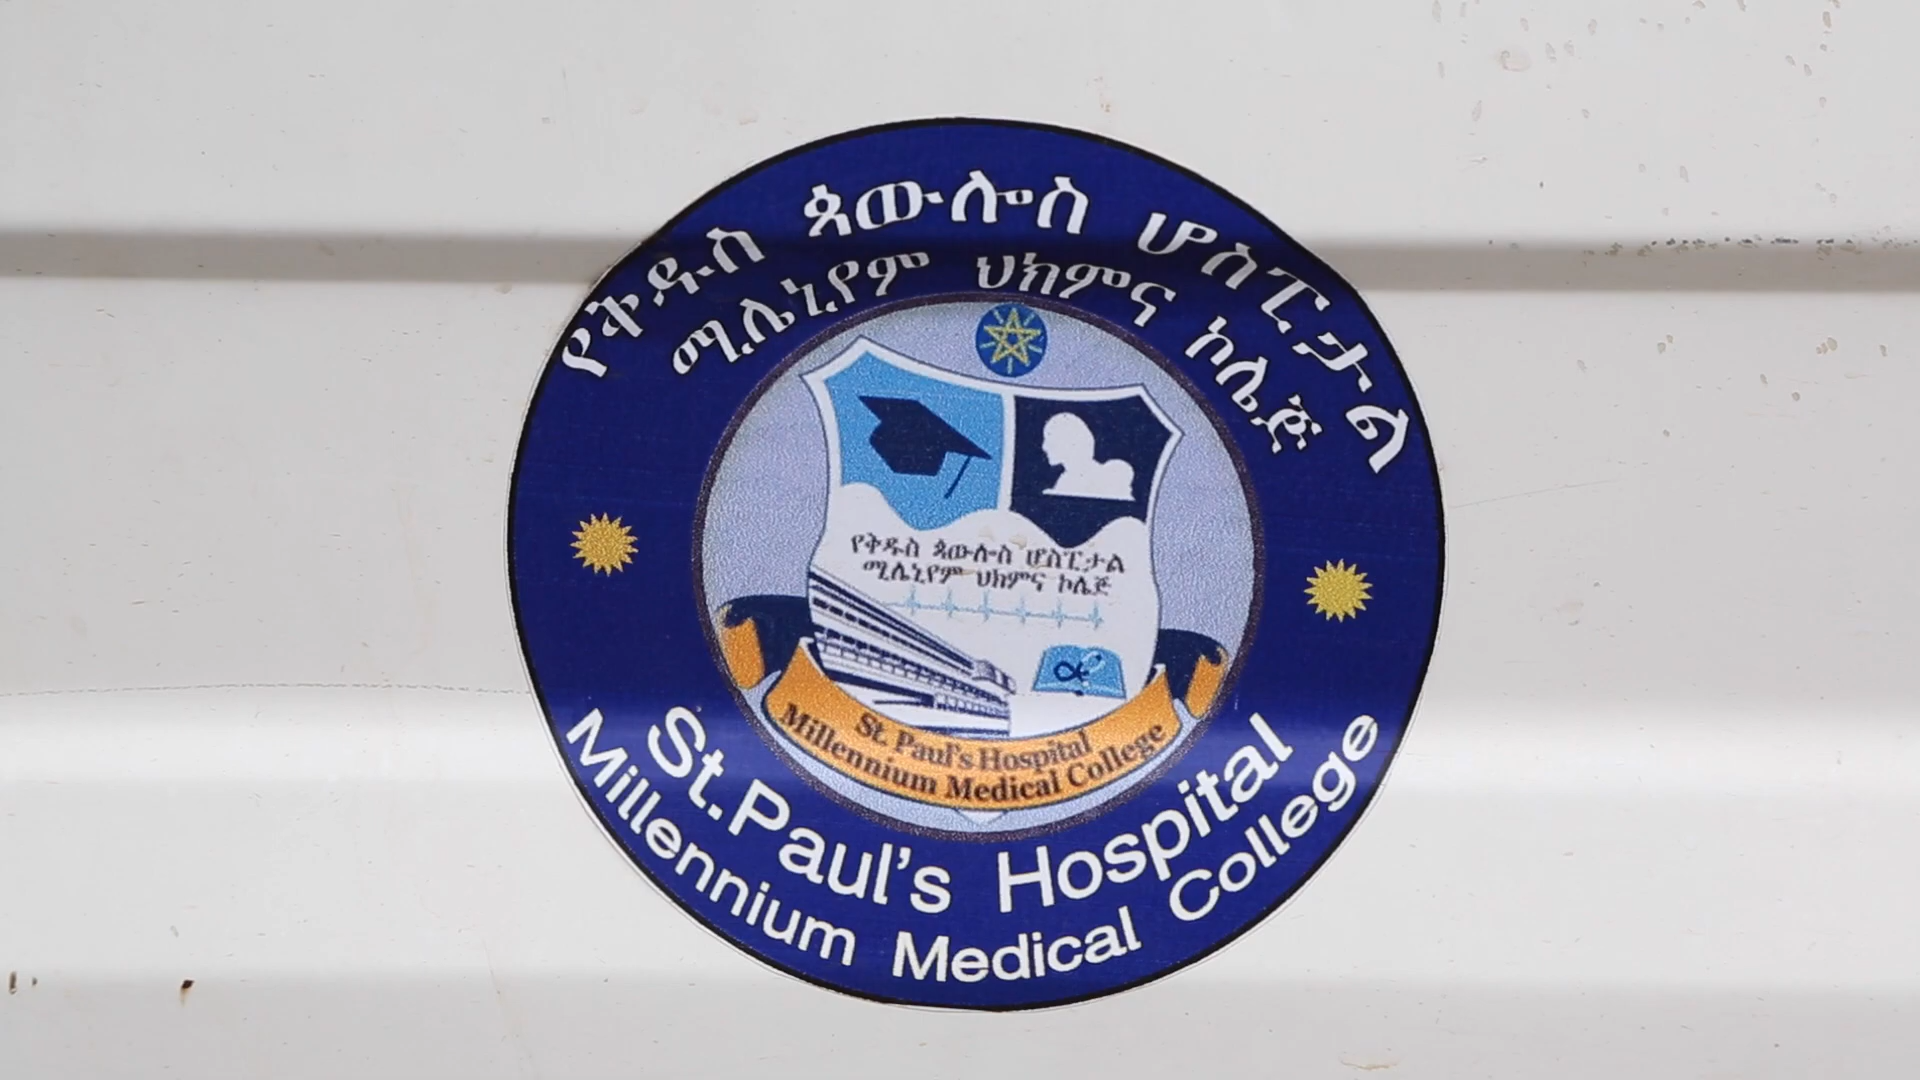 የቅዱስ ጳውሎስ ሆስፒታል
ሚሌኒየም ህክምና ኮሌጅ
የቅዱስ ጳውሎስ ሆስፒታል
ሚሌኒየም ህክምና ኮሌጅ
St. Paul's Hospital
Millennium Medical College
St.Paul's Hospital
Millennium Medical College